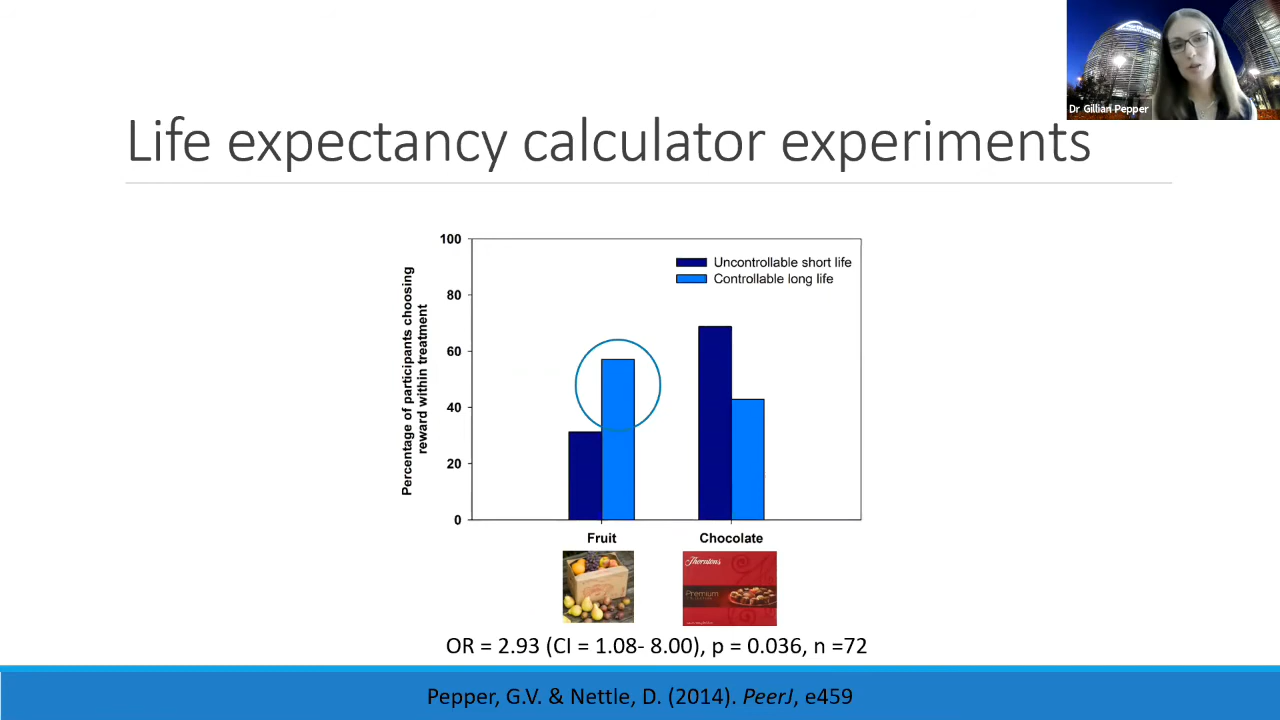 Dr Gillian Pepper
Life expectancy calculator experiments
100
80
60
40
20
0
Percentage of participants choosing
reward within treatment
Uncontrollable short life
Controllable long life
Fruit
Chocolate
Thorntons
Premium
OR = 2.93 (CI = 1.08- 8.00), p = 0.036, n =72
Pepper, G.V. & Nettle, D. (2014). PeerJ, e459